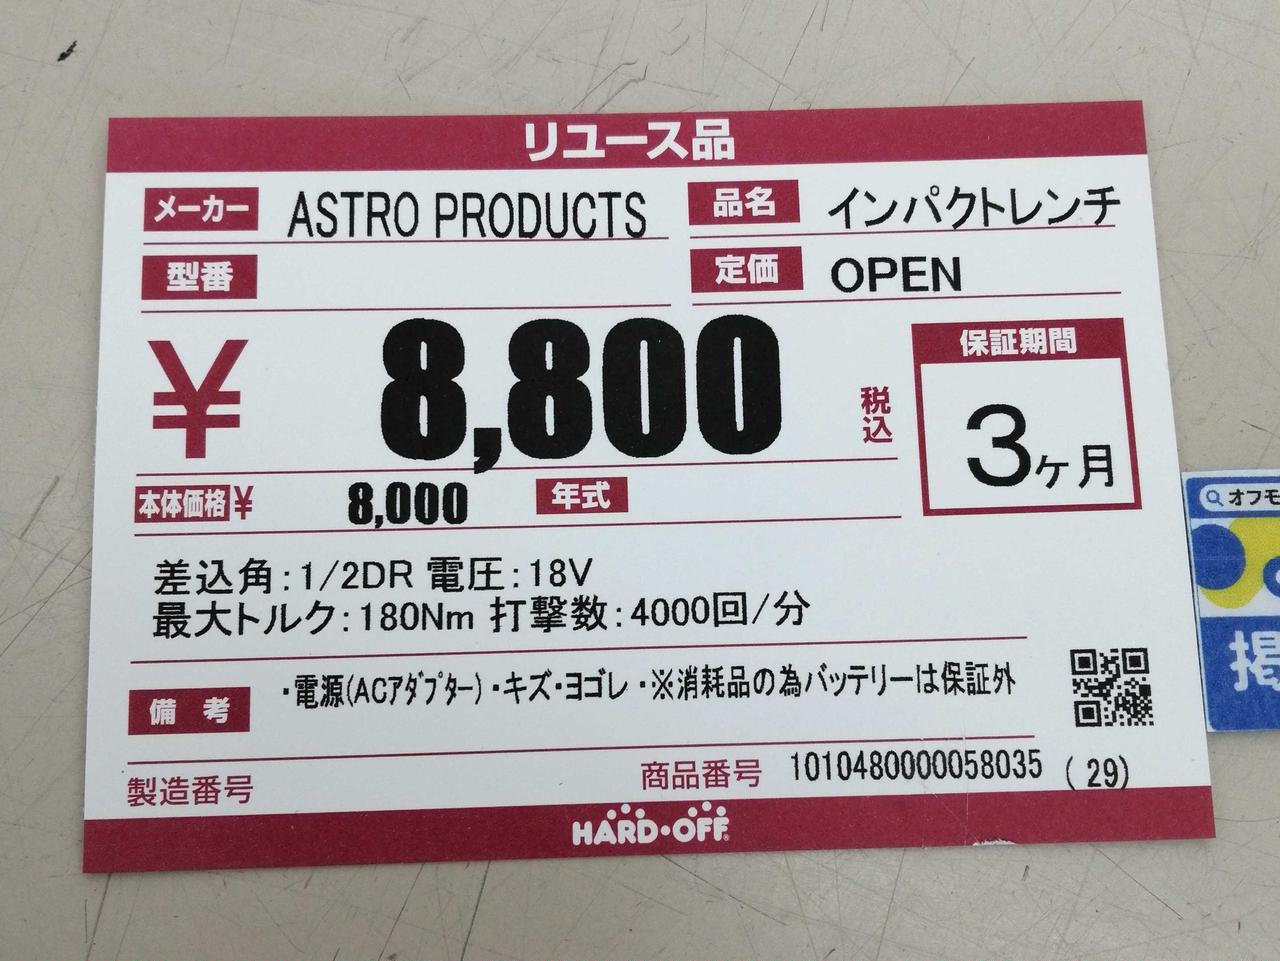 リユース品
メーカー ASTRO PRODUCTS
品名 インパクトレンチ
型番
定価 OPEN
¥ 8,800 税込
保証期間
3ヶ月
本体価格 ¥ 8,000 年式
差込角:1/2DR 電圧:18V
最大トルク:180Nm 打撃数:4000回/分
備考 ・電源(ACアダプター)・キズ・ヨゴレ ・※消耗品の為バッテリーは保証外
製造番号
商品番号 1010480000058035 (29)
HARD・OFF
オフモ
掲